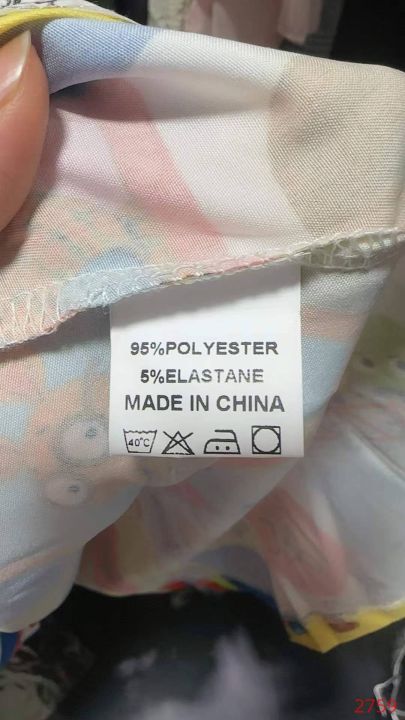 95%POLYESTER
5%ELASTANE
MADE IN CHINA
40°C